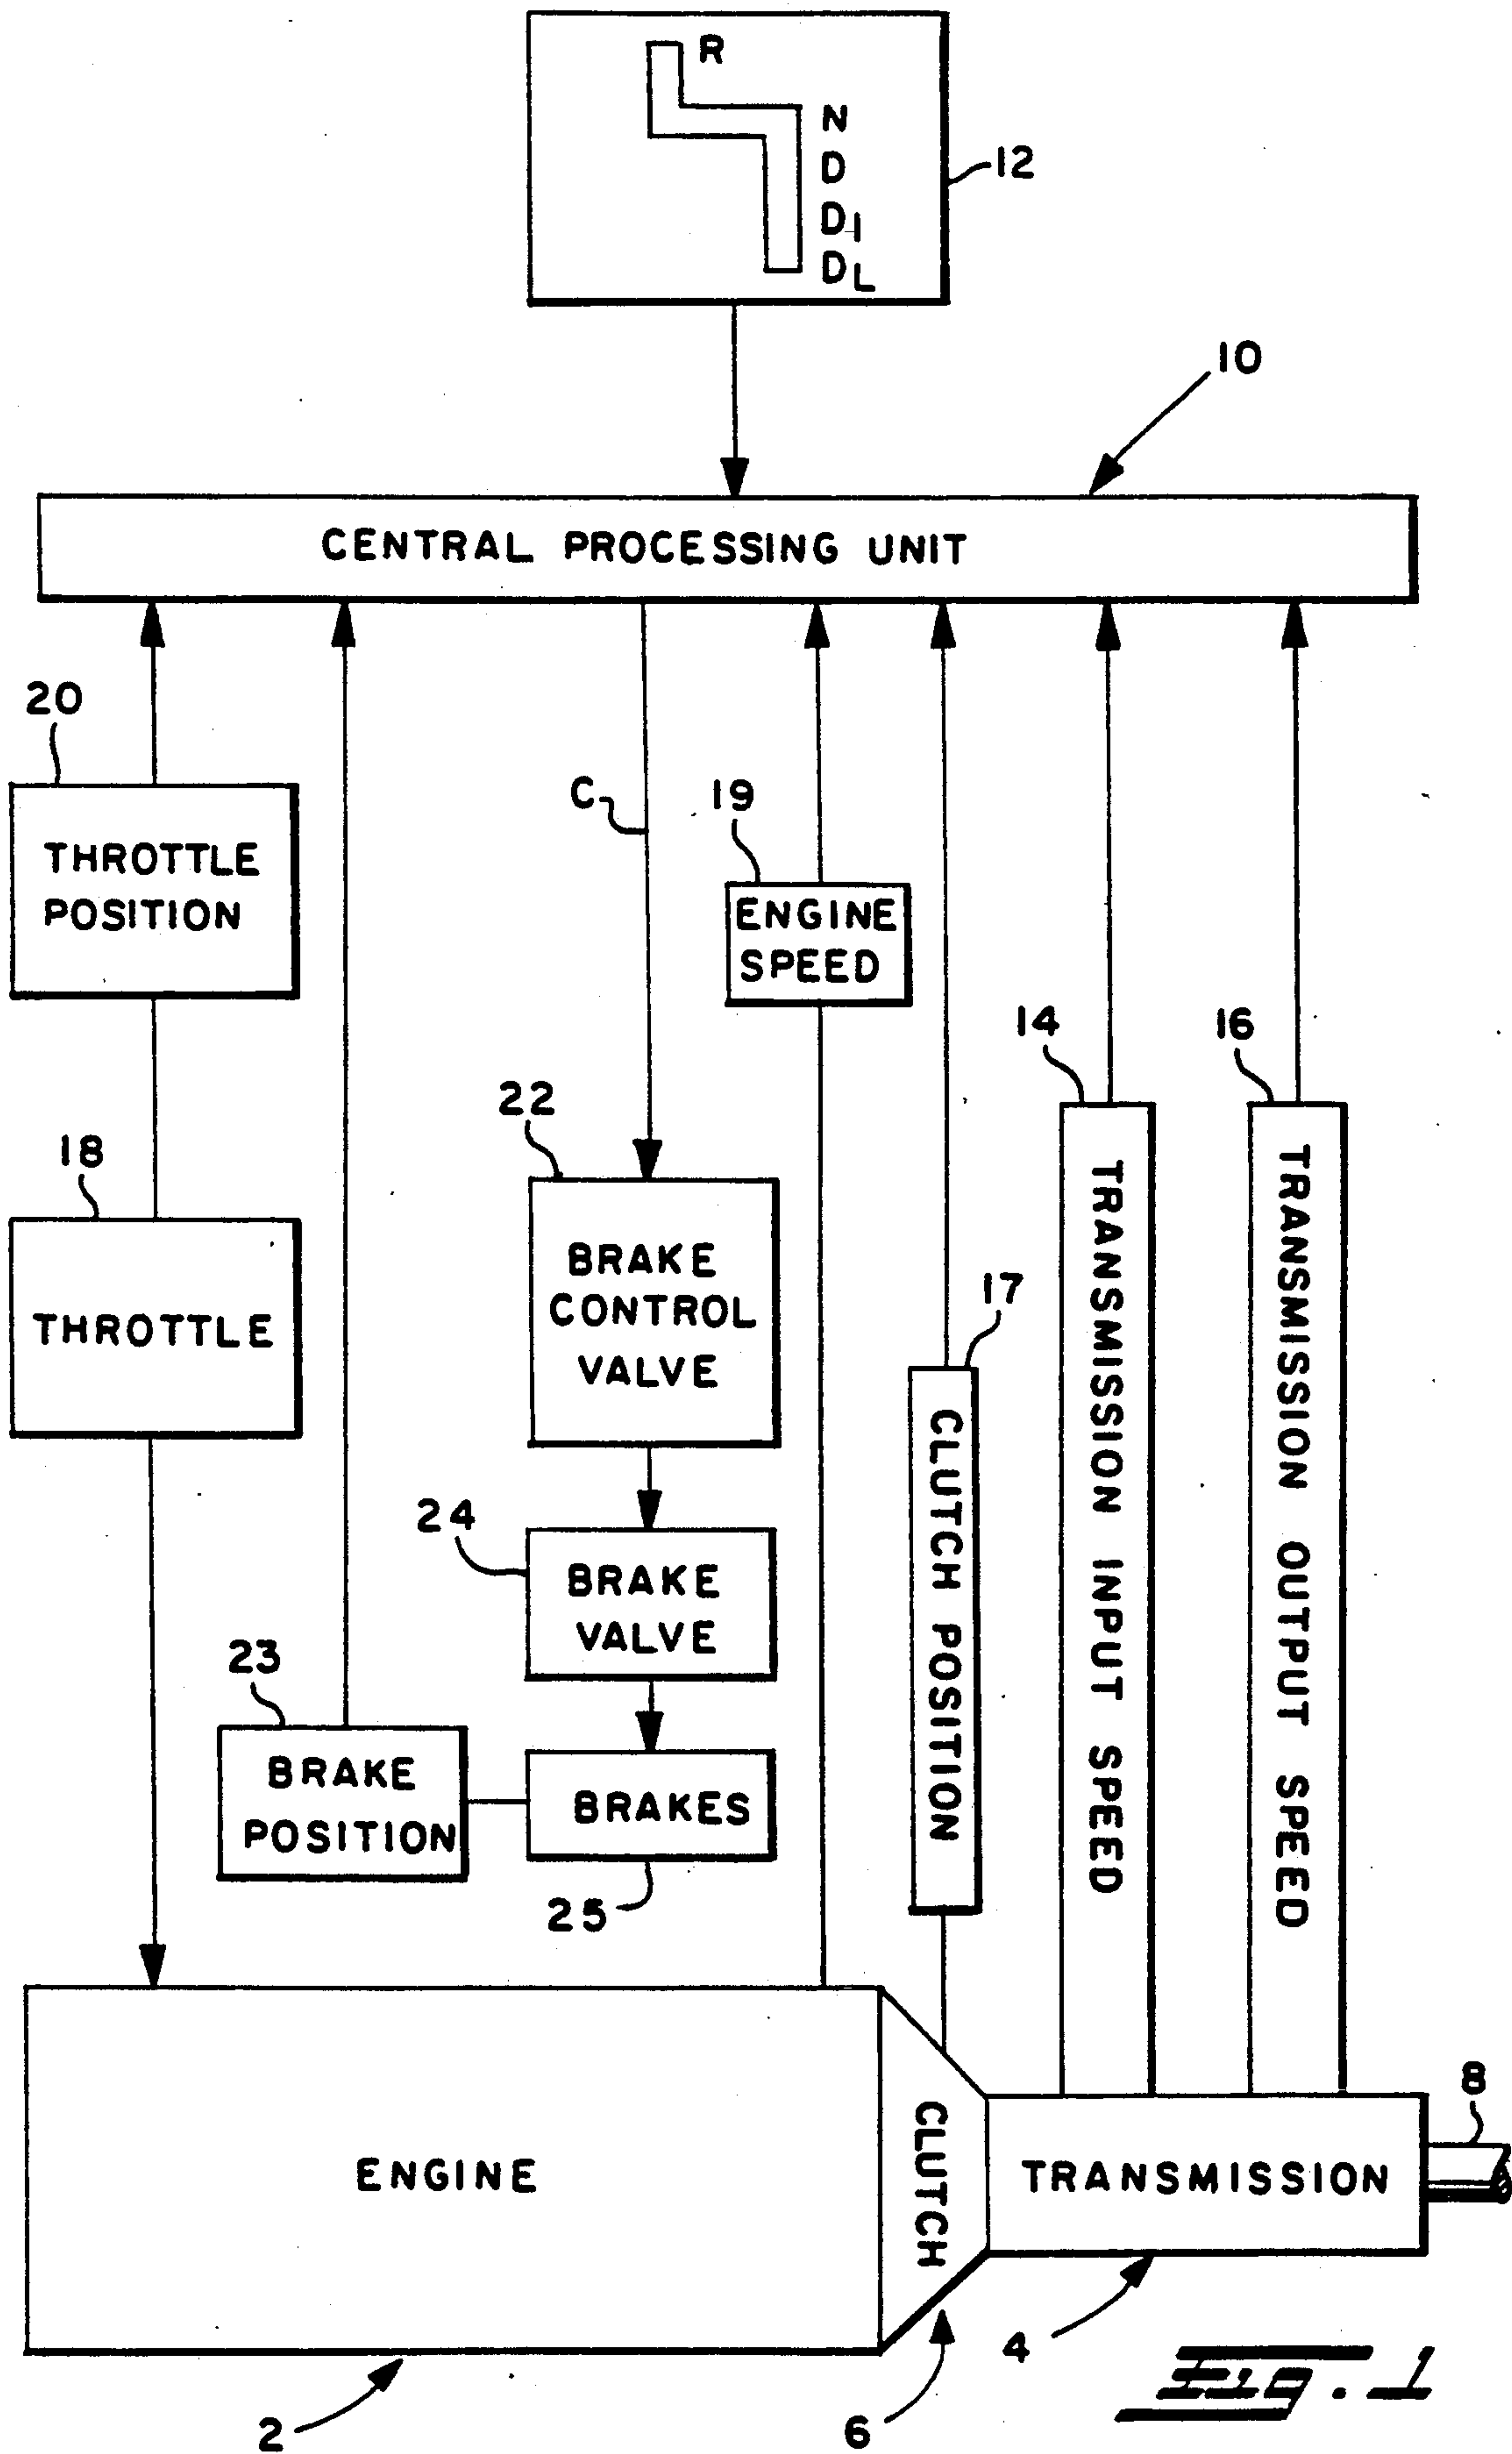 R
N
D
D1
DL
12
10
CENTRAL PROCESSING UNIT
20
THROTTLE
POSITION
C
19
ENGINE
SPEED
14
16
22
18
THROTTLE
BRAKE
CONTROL
VALVE
17
CLUTCH POSITION
TRANSMISSION INPUT SPEED
TRANSMISSION OUTPUT SPEED
24
BRAKE
VALVE
23
BRAKE
POSITION
BRAKES
25
ENGINE
CLUTCH
TRANSMISSION
8
2
6
4
Fig. 1